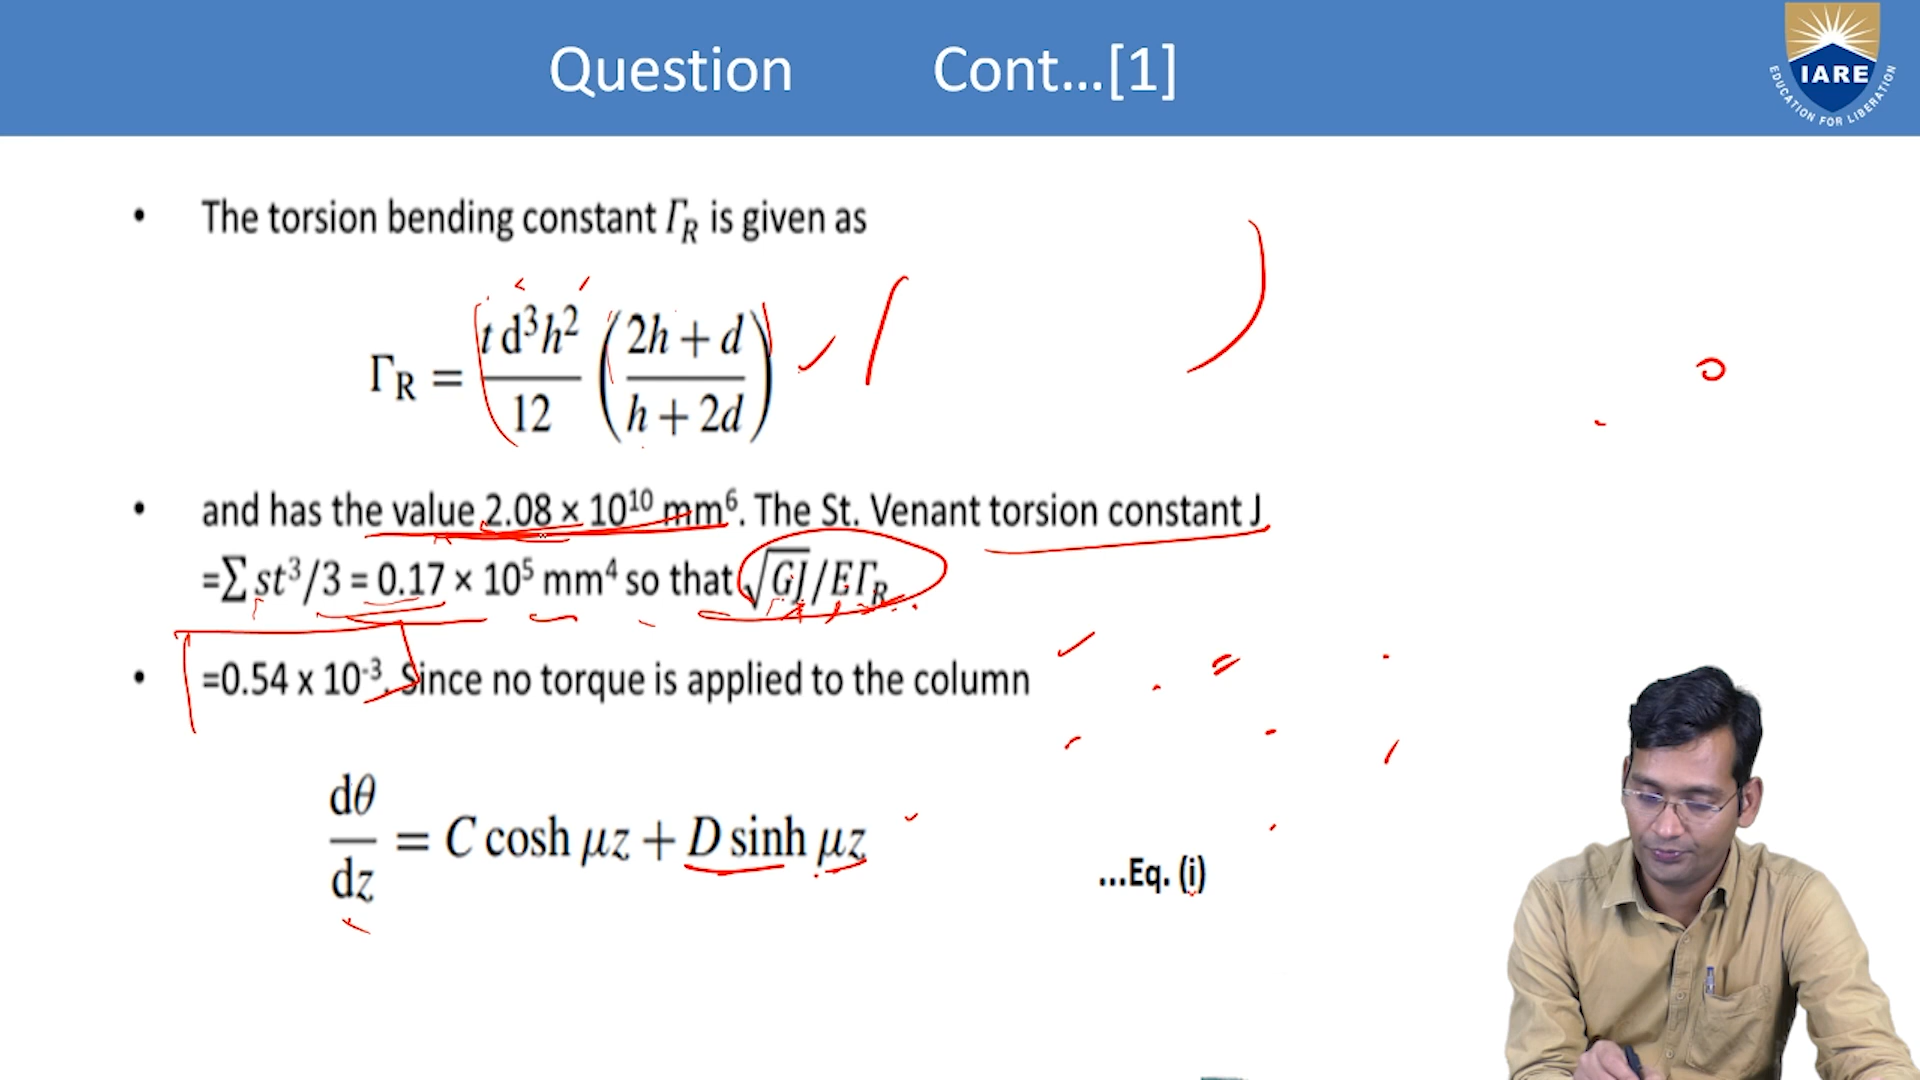 Question Cont...[1]
IARE
EDUCATION FOR LIBERATION
• The torsion bending constant Γ_R is given as
Γ_R = t d³h²/12 (2h + d / h + 2d)
• and has the value 2.08 × 10¹⁰ mm⁶. The St. Venant torsion constant J
=∑ st³/3 = 0.17 × 10⁵ mm⁴ so that √GJ/EΓ_R
• =0.54 x 10⁻³. Since no torque is applied to the column
dθ/dz = C cosh μz + D sinh μz
...Eq. (i)